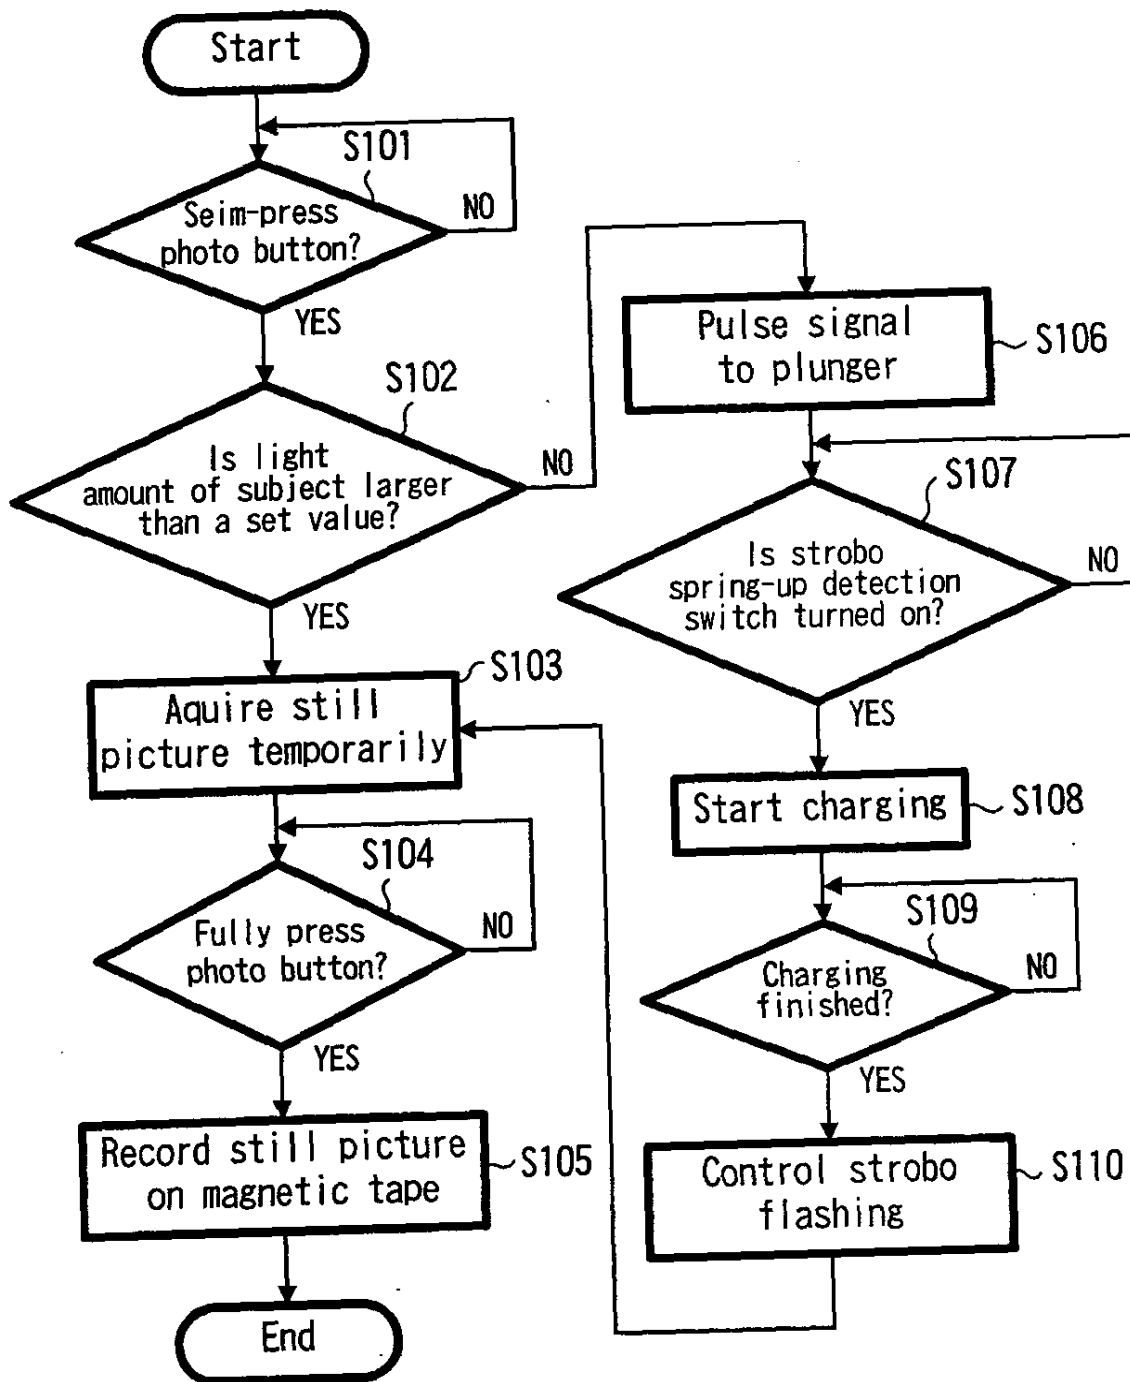 Start
S101
Seim-press
photo button?
NO
YES
S102
Is light
amount of subject larger
than a set value?
NO
YES
S103
Aquire still
picture temporarily
S104
Fully press
photo button?
NO
YES
Record still picture
on magnetic tape
S105
End
Pulse signal
to plunger
S106
S107
Is strobo
spring-up detection
switch turned on?
NO
YES
Start charging
S108
S109
Charging
finished?
NO
YES
Control strobo
flashing
S110